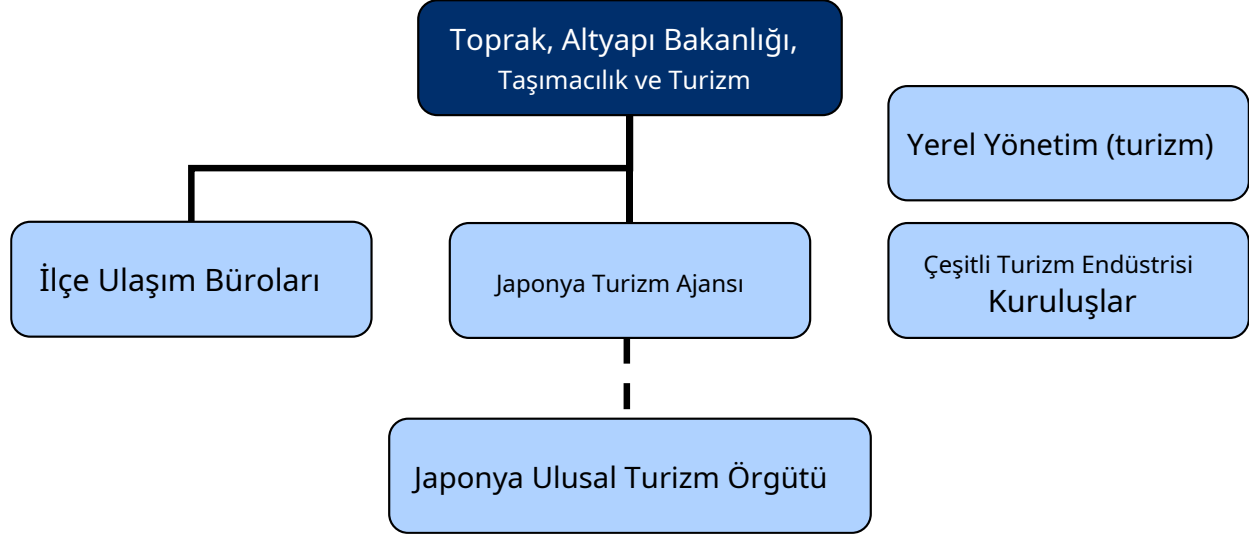 Toprak, Altyapı Bakanlığı,
Taşımacılık ve Turizm
Yerel Yönetim (turizm)
İlçe Ulaşım Büroları
Japonya Turizm Ajansı
Çeşitli Turizm Endüstrisi
Kuruluşlar
Japonya Ulusal Turizm Örgütü